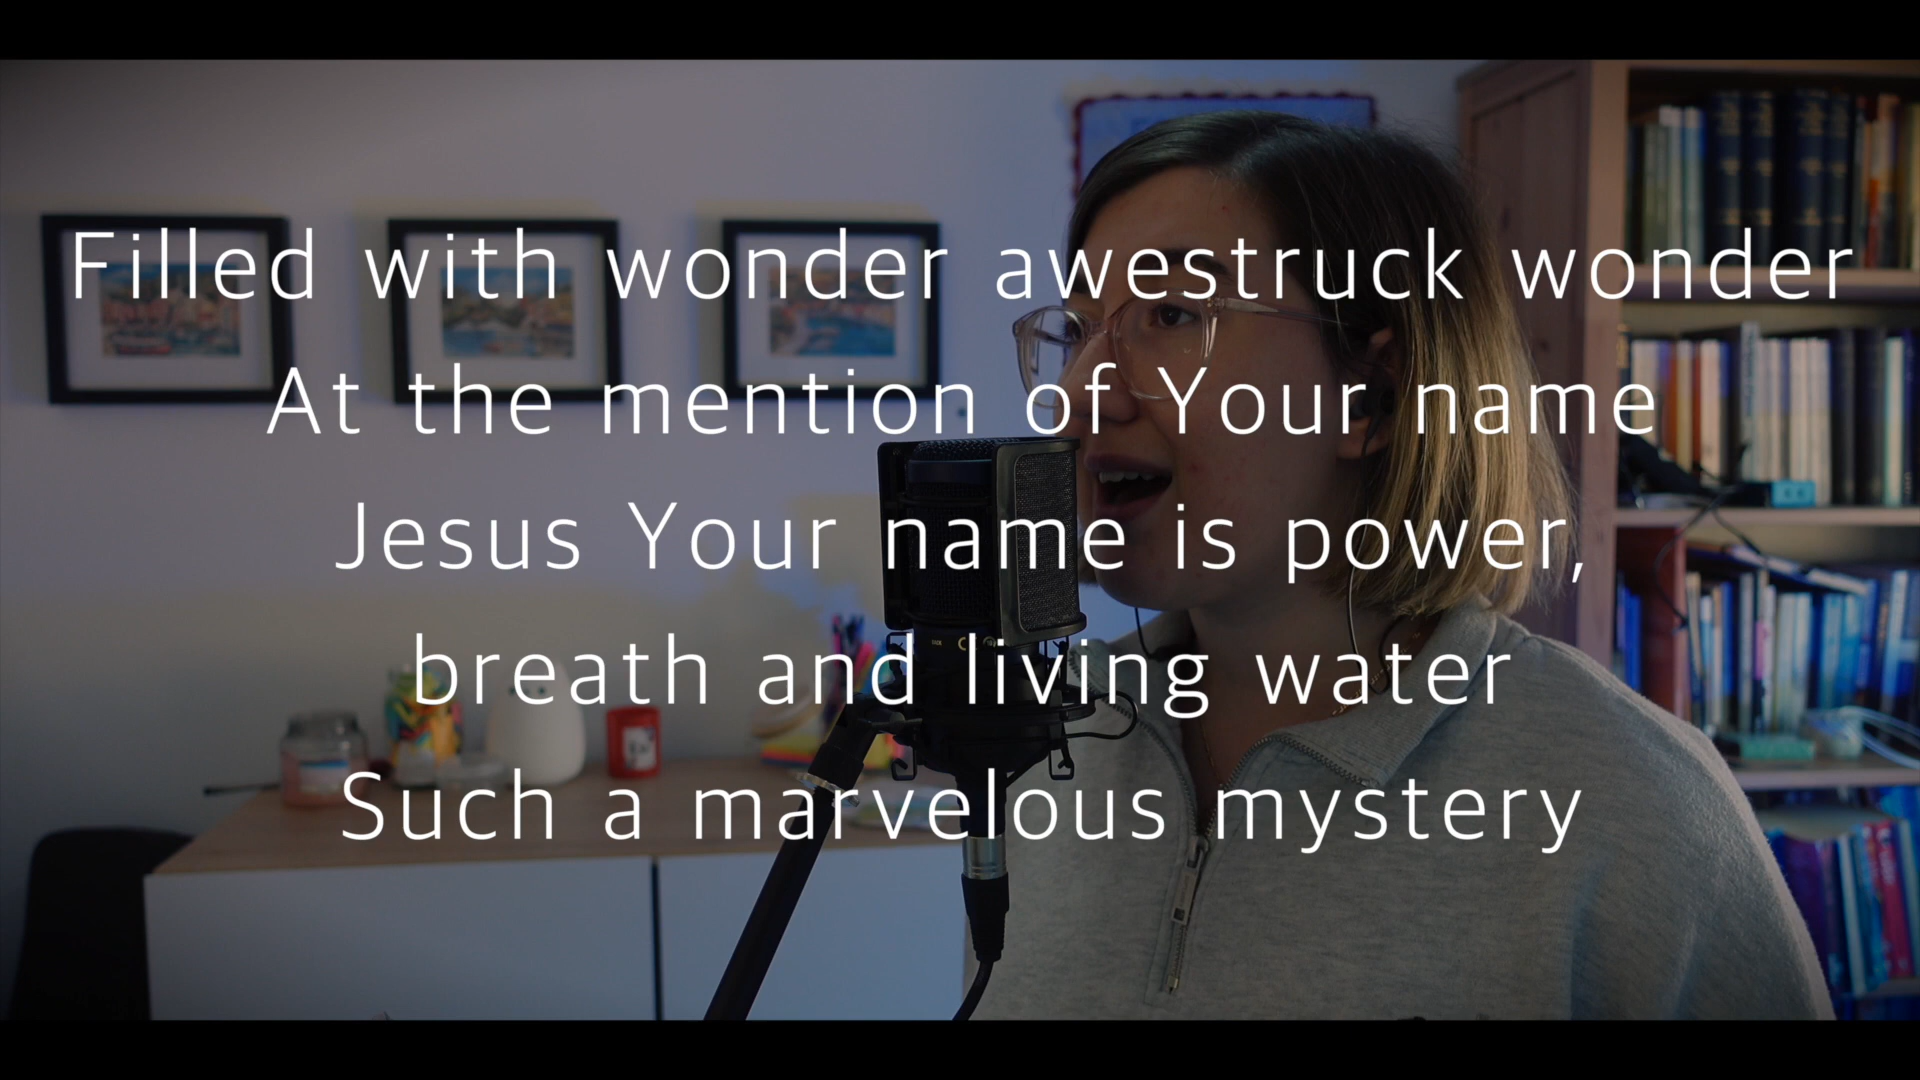 Filled with wonder awestruck wonder
At the mention of Your name
Jesus Your name is power,
breath and living water
Such a marvelous mystery